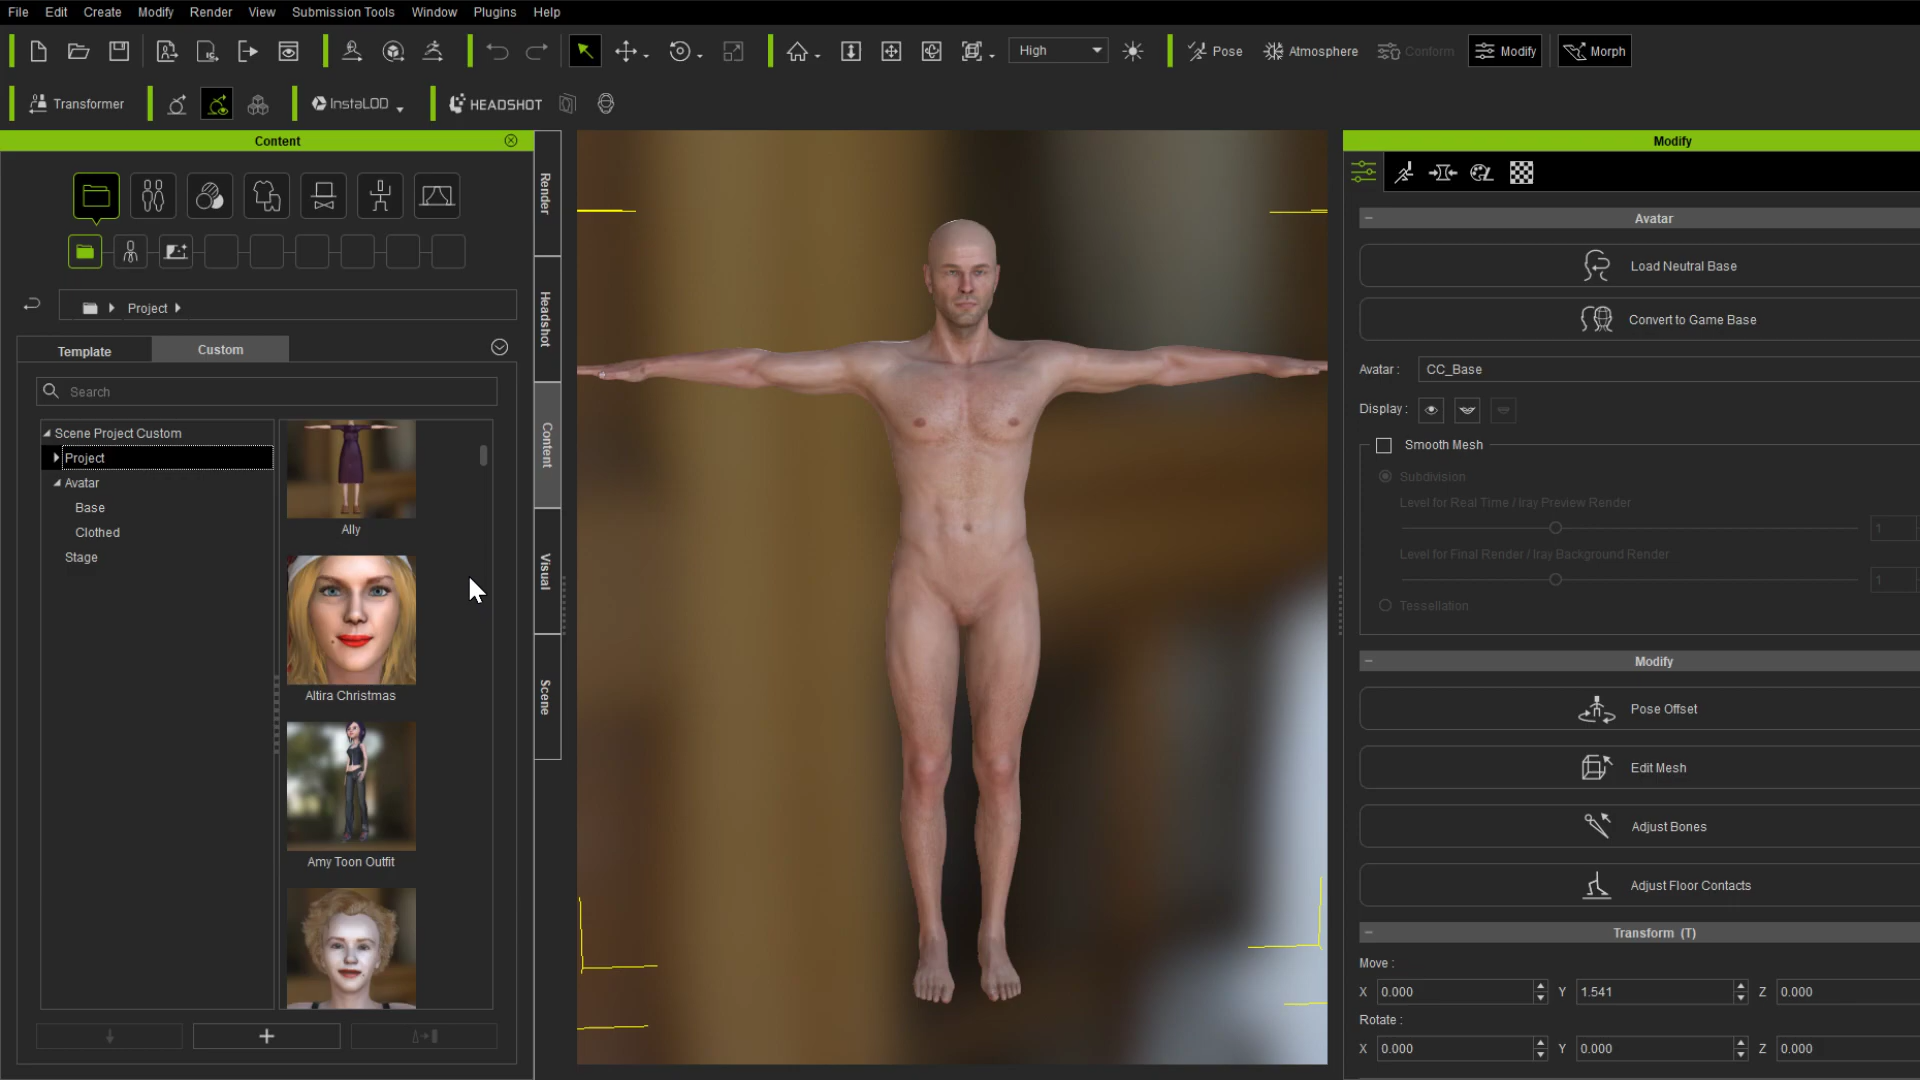 File Edit Create Modify Render View Submission Tools Window Plugins Help
High Pose Atmosphere Conform Modify Morph
Transformer InstaLOD HEADSHOT
Content
Project
Template Custom
Search
Scene Project Custom
Project
Avatar
Base
Clothed
Stage
Ally
Altira Christmas
Amy Toon Outfit
Render
Headshot
Content
Visual
Scene
Modify
Avatar
Load Neutral Base
Convert to Game Base
Avatar : CC_Base
Display :
Smooth Mesh
Subdivision
Level for Real Time / Iray Preview Render
1
Level for Final Render / Iray Background Render
1
Tessellation
Modify
Pose Offset
Edit Mesh
Adjust Bones
Adjust Floor Contacts
Transform (T)
Move :
X 0.000 Y 1.541 Z 0.000
Rotate :
X 0.000 Y 0.000 Z 0.000